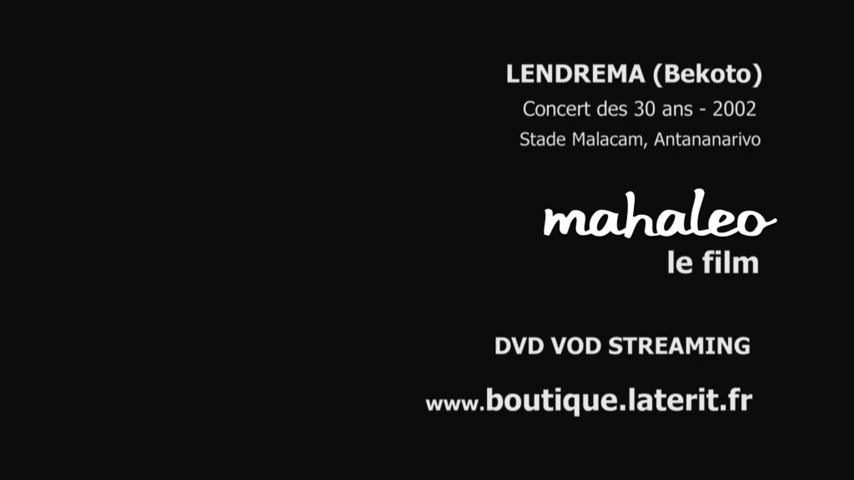 LENDREMA (Bekoto)
Concert des 30 ans - 2002
Stade Malacam, Antananarivo
mahaleo
le film
DVD VOD STREAMING
www.boutique.laterit.fr